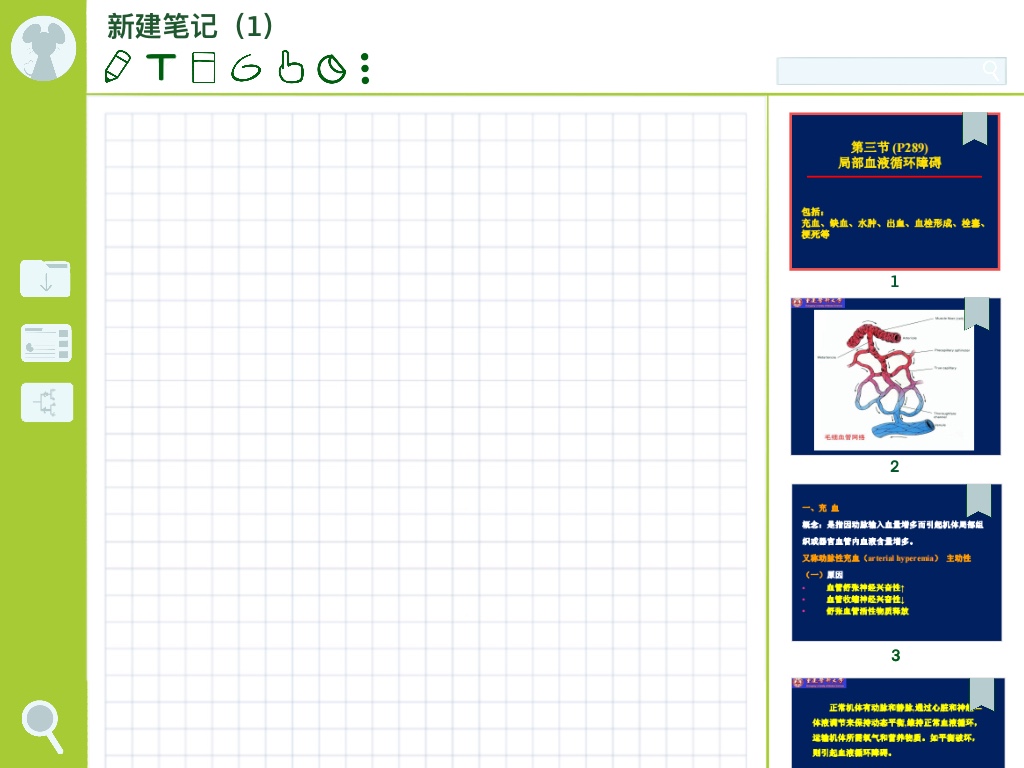 新建笔记（1）
T
第三节 (P289)
局部血液循环障碍
包括：
充血、缺血、水肿、出血、血栓形成、栓塞、
梗死等
1
毛细血管网络
2
一、充 血
概念：是指因动脉输入血量增多而引起机体局部组
织或器官血管内血液含量增多。
又称动脉性充血（arterial hyperemia） 主动性
（一）原因
• 血管舒张神经兴奋性↑
• 血管收缩神经兴奋性↓
• 舒张血管活性物质释放
3
正常机体有动脉和静脉,通过心脏和神经—
体液调节来保持动态平衡,维持正常血液循环,
运输机体所需氧气和营养物质。如平衡破坏,
则引起血液循环障碍。